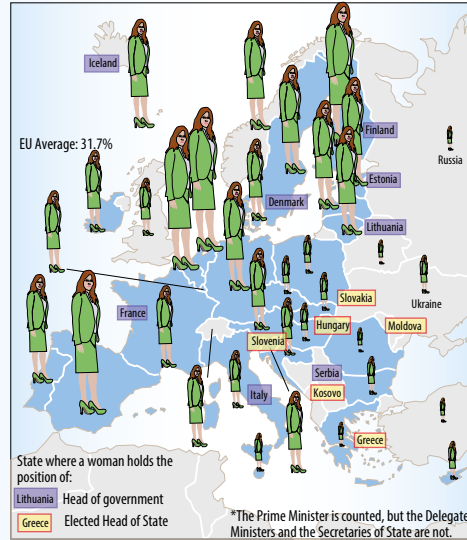 Iceland
EU Average: 31.7%
Finland
Russia
Estonia
Denmark
Lithuania
Slovakia
Ukraine
France
Hungary
Moldova
Slovenia
Serbia
Italy
Kosovo
Greece
State where a woman holds the
position of:
Lithuania Head of government
Greece Elected Head of State
*The Prime Minister is counted, but the Delegate
Ministers and the Secretaries of State are not.